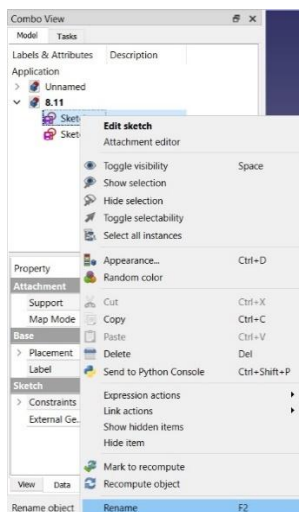 Combo View
Model Tasks
Labels & Attributes Description
Application
Unnamed
8.11
Edit sketch
Attachment editor
Toggle visibility Space
Show selection
Hide selection
Toggle selectability
Select all instances
Appearance... Ctrl+D
Random color
Cut Ctrl+X
Copy Ctrl+C
Paste Ctrl+V
Delete Del
Send to Python Console Ctrl+Shift+P
Expression actions
Link actions
Show hidden items
Hide item
Mark to recompute
Recompute object
Rename F2
Property
Attachment
Support
Map Mode
Base
Placement
Label
Sketch
Constraints
External Ge..
View Data
Rename object